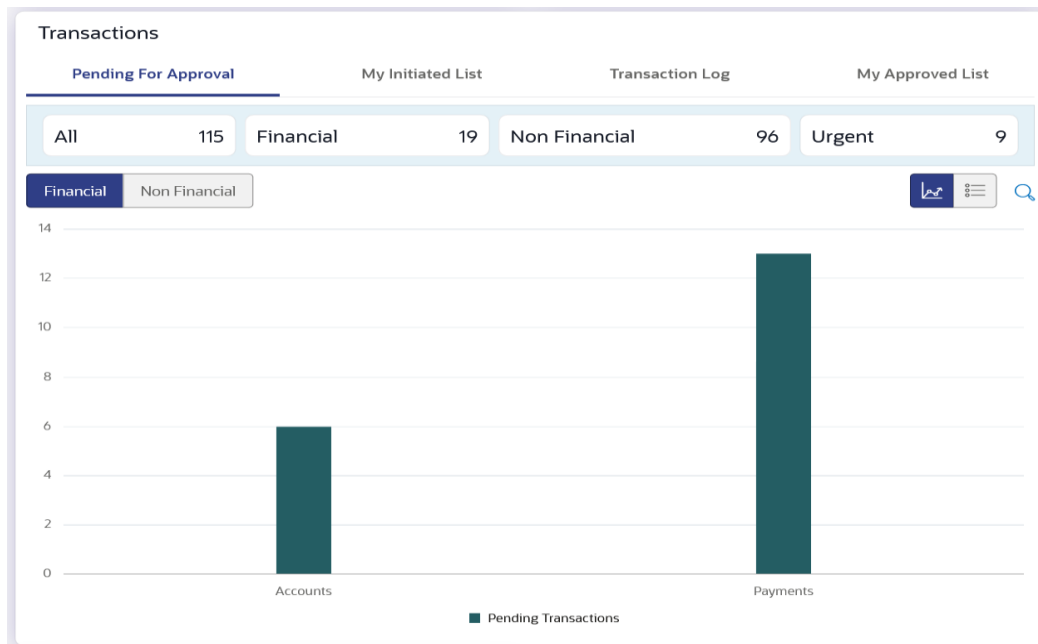 Transactions
Pending For Approval My Initiated List Transaction Log My Approved List
All 115 Financial 19 Non Financial 96 Urgent 9
Financial Non Financial
14
12
10
8
6
4
2
0
Accounts Payments
Pending Transactions